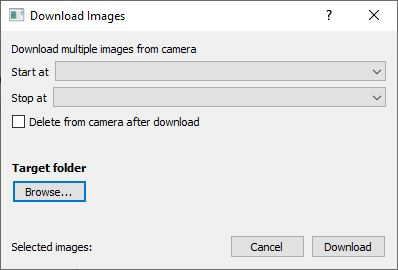 Download Images
Download multiple images from camera
Start at
Stop at
Delete from camera after download
Target folder
Browse...
Selected images:
Cancel
Download